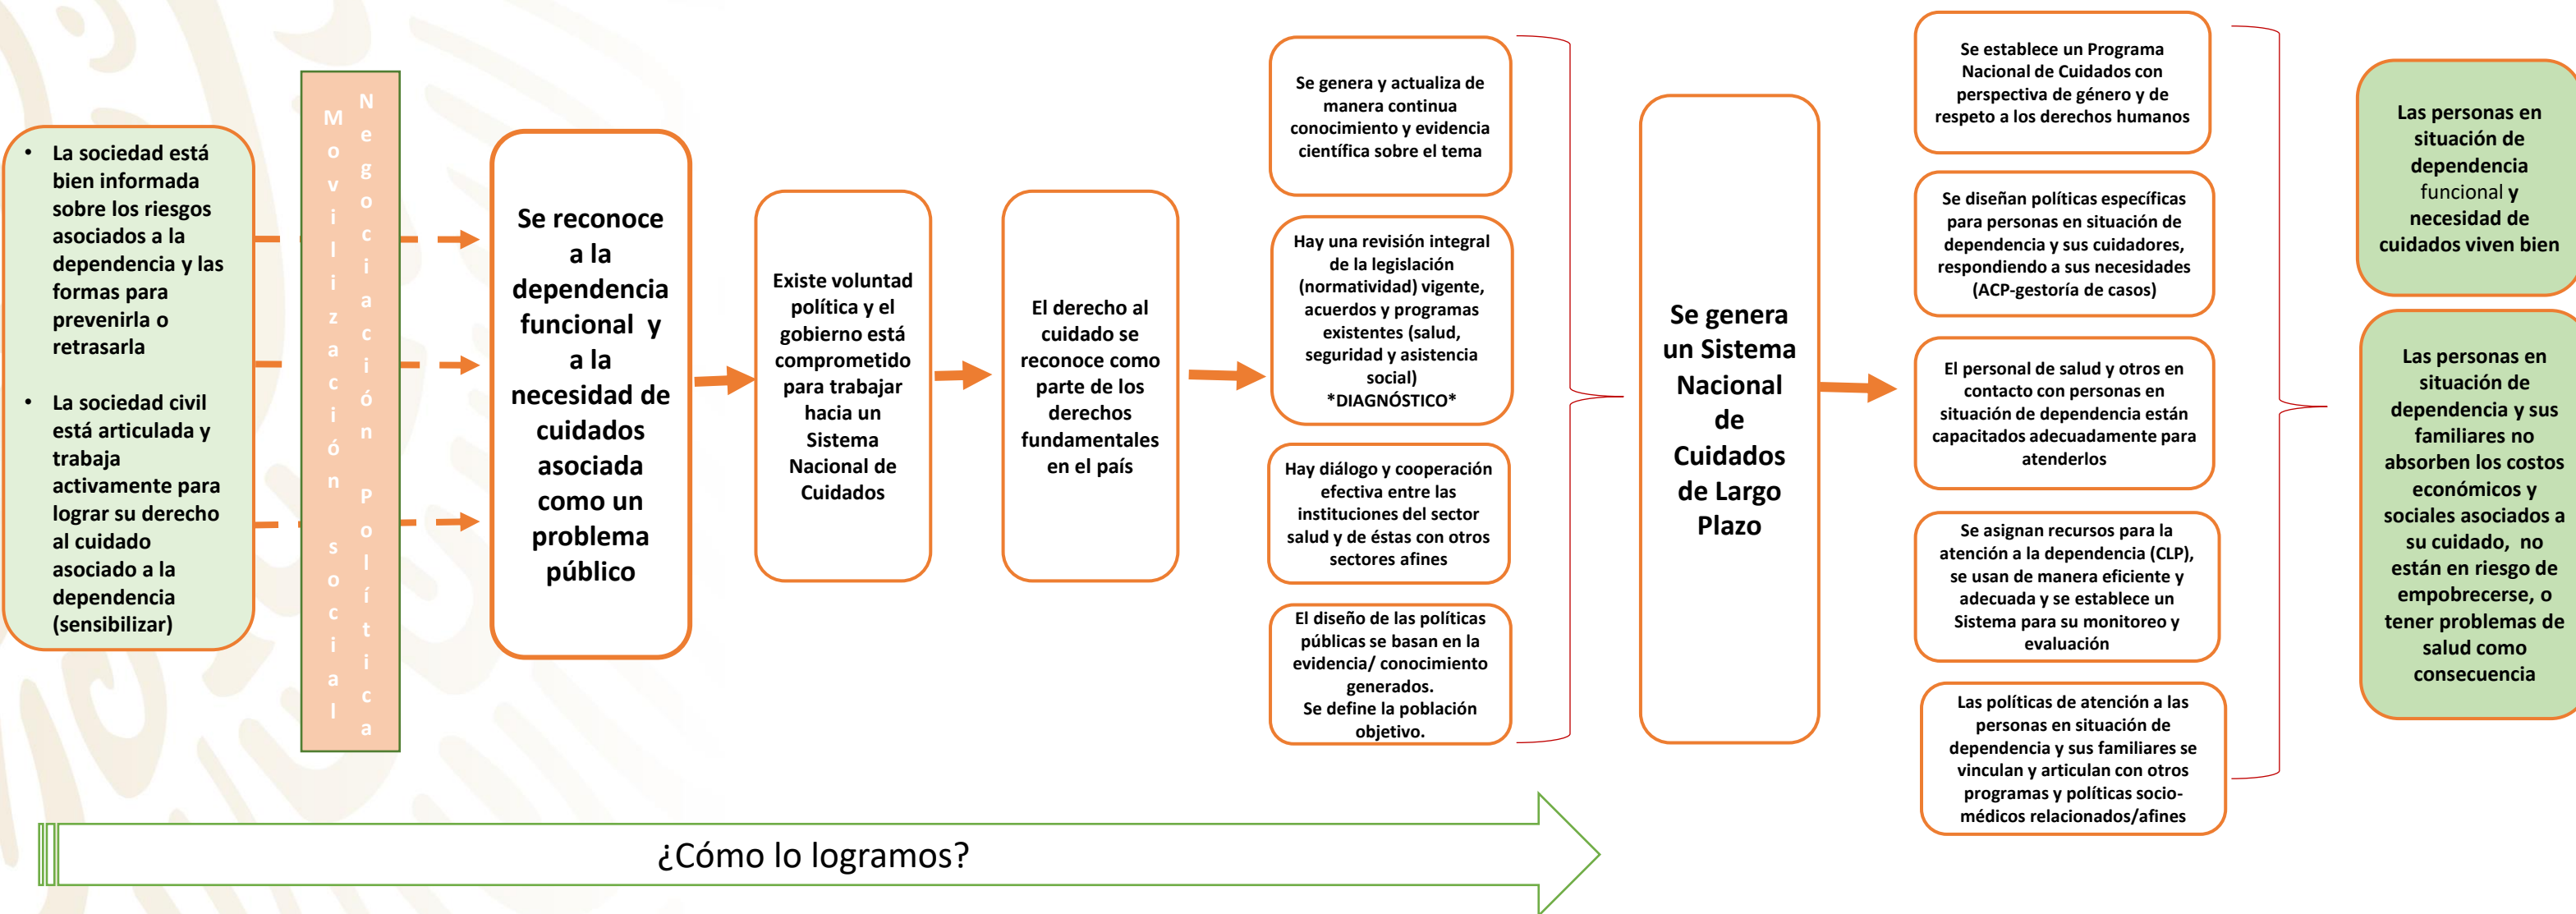 • La sociedad está
bien informada
sobre los riesgos
asociados a la
dependencia y las
formas para
prevenirla o
retrasarla
• La sociedad civil
está articulada y
trabaja
activamente para
lograr su derecho
al cuidado
asociado a la
dependencia
(sensibilizar)
Movilización social
Negociación Política
Se reconoce
a la
dependencia
funcional y
a la
necesidad de
cuidados
asociada
como un
problema
público
Existe voluntad
política y el
gobierno está
comprometido
para trabajar
hacia un
Sistema
Nacional de
Cuidados
El derecho al
cuidado se
reconoce como
parte de los
derechos
fundamentales
en el país
Se genera y actualiza de
manera continua
conocimiento y evidencia
científica sobre el tema
Hay una revisión integral
de la legislación
(normatividad) vigente,
acuerdos y programas
existentes (salud,
seguridad y asistencia
social)
*DIAGNÓSTICO*
Hay diálogo y cooperación
efectiva entre las
instituciones del sector
salud y de éstas con otros
sectores afines
El diseño de las políticas
públicas se basan en la
evidencia/ conocimiento
generados.
Se define la población
objetivo.
Se genera
un Sistema
Nacional
de
Cuidados
de Largo
Plazo
Se establece un Programa
Nacional de Cuidados con
perspectiva de género y de
respeto a los derechos humanos
Se diseñan políticas específicas
para personas en situación de
dependencia y sus cuidadores,
respondiendo a sus necesidades
(ACP-gestoría de casos)
El personal de salud y otros en
contacto con personas en
situación de dependencia están
capacitados adecuadamente para
atenderlos
Se asignan recursos para la
atención a la dependencia (CLP),
se usan de manera eficiente y
adecuada y se establece un
Sistema para su monitoreo y
evaluación
Las políticas de atención a las
personas en situación de
dependencia y sus familiares se
vinculan y articulan con otros
programas y políticas socio-
médicos relacionados/afines
Las personas en
situación de
dependencia
funcional y
necesidad de
cuidados viven bien
Las personas en
situación de
dependencia y sus
familiares no
absorben los costos
económicos y
sociales asociados a
su cuidado, no
están en riesgo de
empobrecerse, o
tener problemas de
salud como
consecuencia
¿Cómo lo logramos?